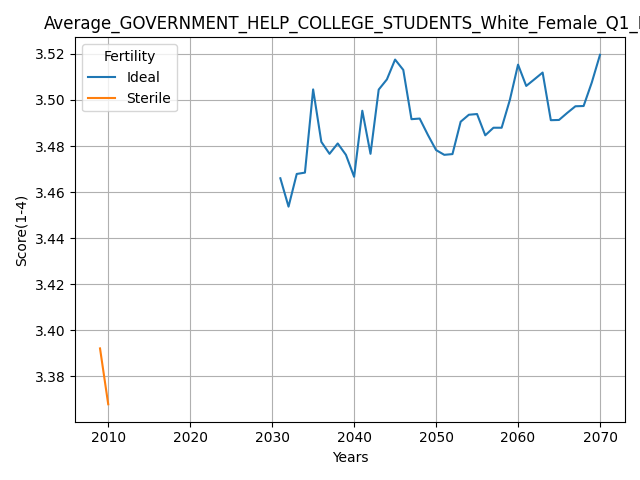 Average_GOVERNMENT_HELP_COLLEGE_STUDENTS_White_Female_Q1_
Fertility
Ideal
Sterile
Score(1-4)
3.52
3.50
3.48
3.46
3.44
3.42
3.40
3.38
2010 2020 2030 2040 2050 2060 2070
Years